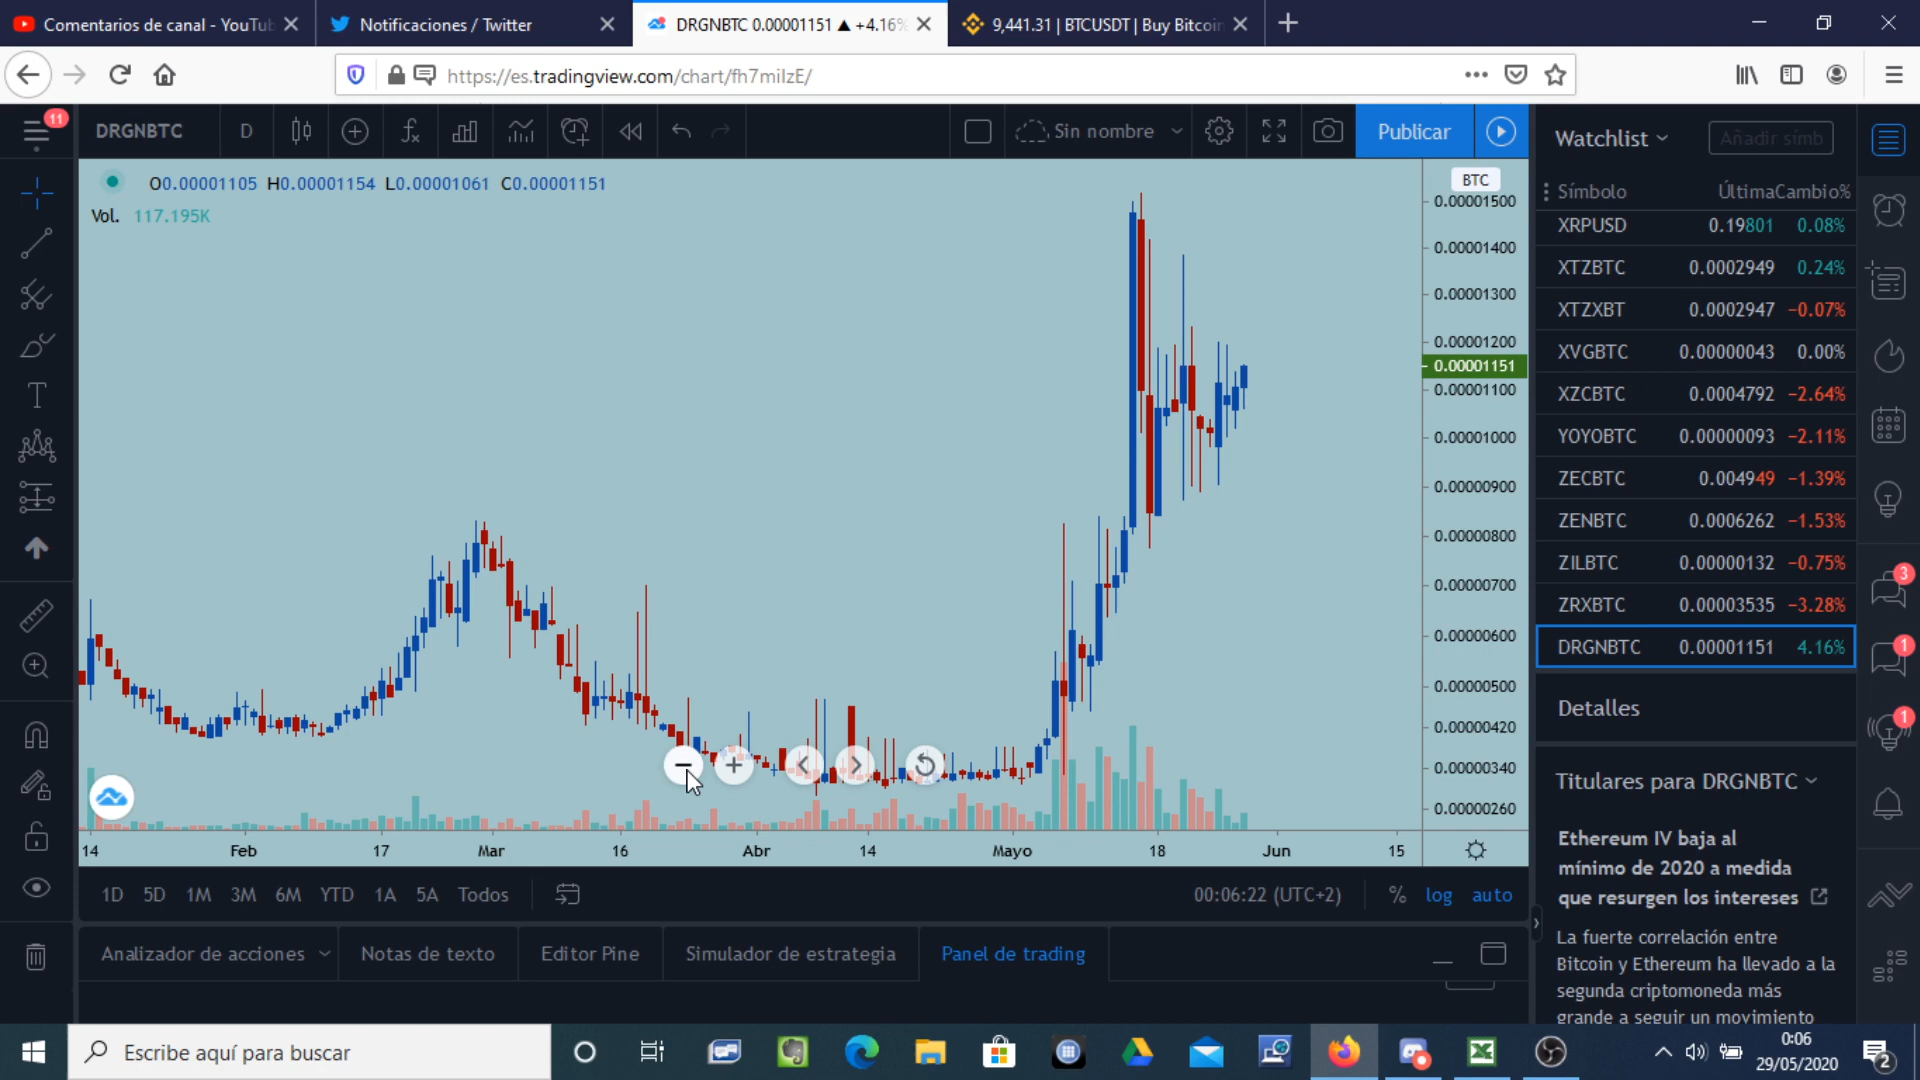 Comentarios de canal - YouTub
Notificaciones / Twitter
DRGNBTC 0.00001151 ▲ +4.16%
9,441.31 | BTCUSDT | Buy Bitcoin
https://es.tradingview.com/chart/fh7miIzE/
11
DRGNBTC
D
Sin nombre
Publicar
Watchlist
Añadir símb
O0.00001105 H0.00001154 L0.00001061 C0.00001151
Vol. 117.195K
BTC
0.00001500
0.00001400
0.00001300
0.00001200
0.00001151
0.00001100
0.00001000
0.00000900
0.00000800
0.00000700
0.00000600
0.00000500
0.00000420
0.00000340
0.00000260
14 Feb 17 Mar 16 Abr 14 Mayo 18 Jun 15
1D 5D 1M 3M 6M YTD 1A 5A Todos
00:06:22 (UTC+2) % log auto
Analizador de acciones
Notas de texto
Editor Pine
Simulador de estrategia
Panel de trading
Símbolo ÚltimaCambio%
XRPUSD 0.19801 0.08%
XTZBTC 0.0002949 0.24%
XTZXBT 0.0002947 −0.07%
XVGBTC 0.00000043 0.00%
XZCBTC 0.0004792 −2.64%
YOYOBTC 0.00000093 −2.11%
ZECBTC 0.004949 −1.39%
ZENBTC 0.0006262 −1.53%
ZILBTC 0.00000132 −0.75%
ZRXBTC 0.00003535 −3.28%
DRGNBTC 0.00001151 4.16%
Detalles
Titulares para DRGNBTC
Ethereum IV baja al
mínimo de 2020 a medida
que resurgen los intereses
La fuerte correlación entre
Bitcoin y Ethereum ha llevado a la
segunda criptomoneda más
grande a seguir un movimiento
3
1
1
Escribe aquí para buscar
0:06
29/05/2020
2